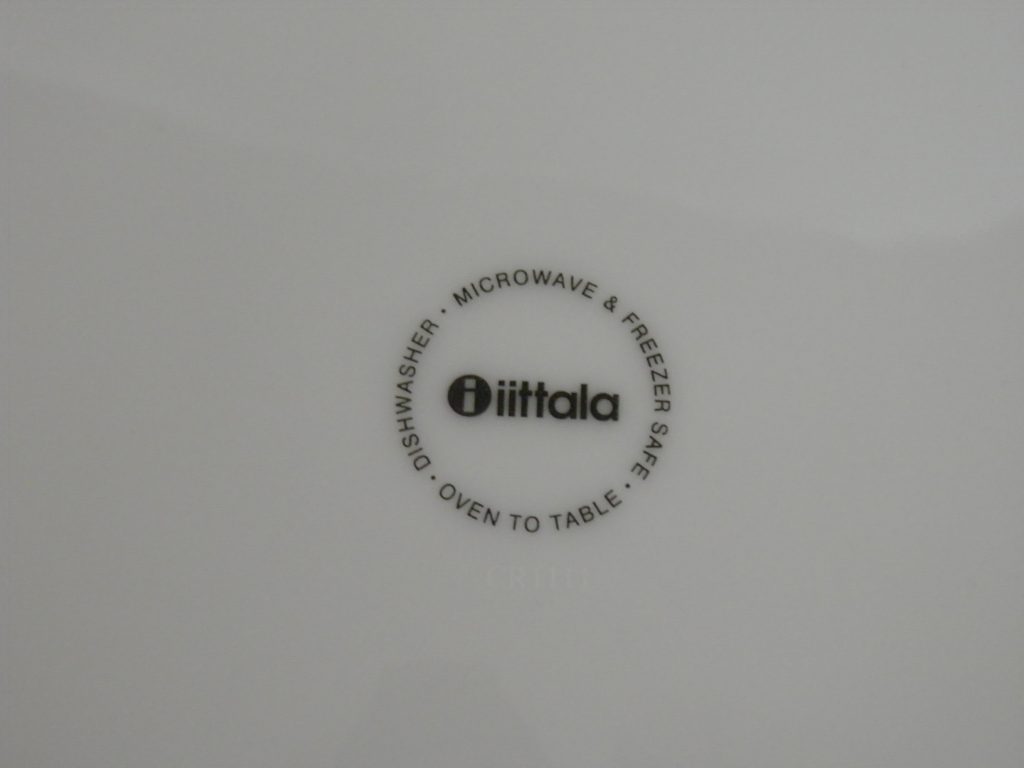 DISHWASHER · MICROWAVE & FREEZER SAFE · OVEN TO TABLE ·
i iittala